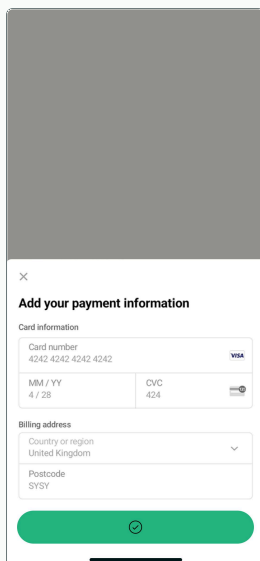 Add your payment information
Card information
Card number
4242 4242 4242 4242
VISA
MM / YY
CVC
4 / 28
424
Billing address
Country or region
United Kingdom
Postcode
SYSY